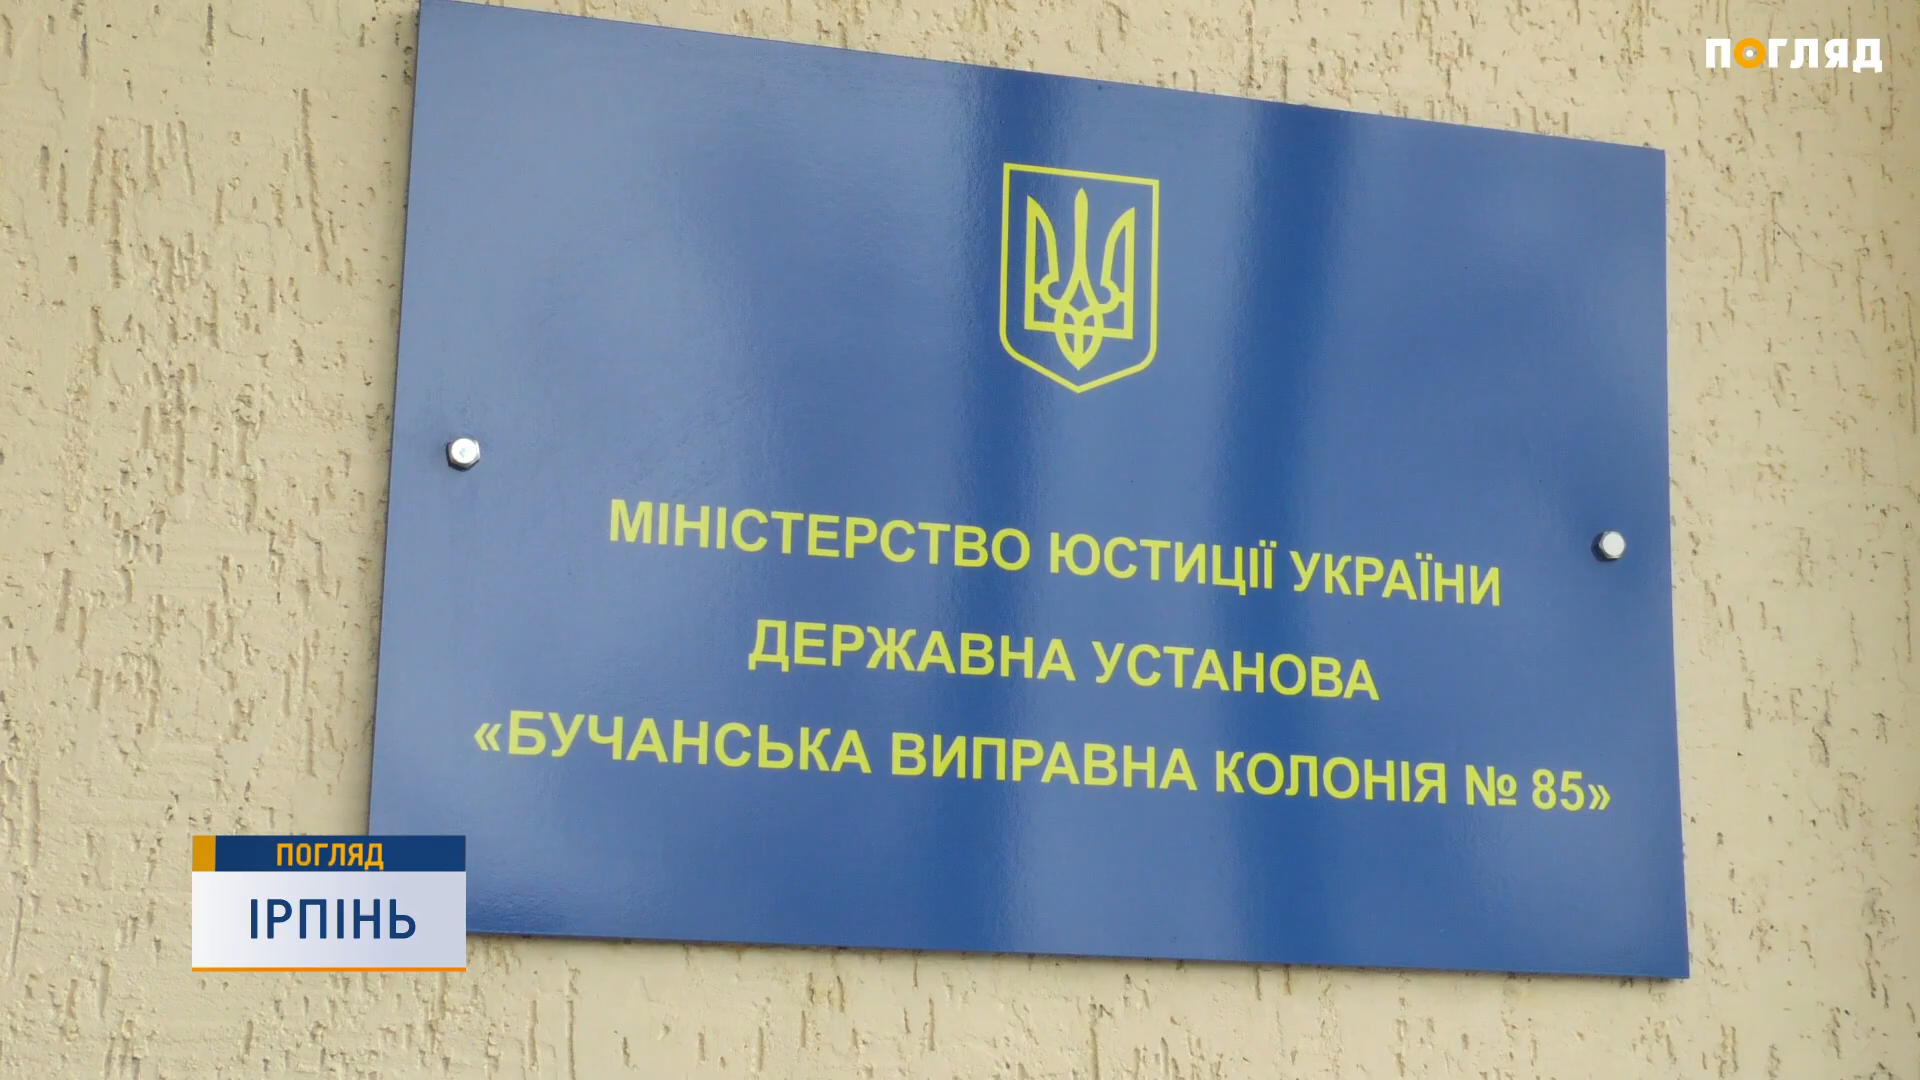 ПОГЛЯД
МІНІСТЕРСТВО ЮСТИЦІЇ УКРАЇНИ
ДЕРЖАВНА УСТАНОВА
«БУЧАНСЬКА ВИПРАВНА КОЛОНІЯ № 85»
ПОГЛЯД
ІРПІНЬ